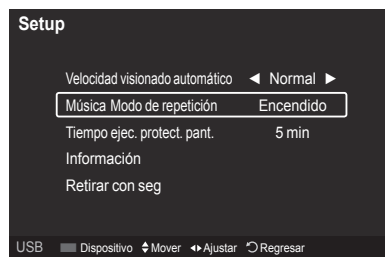 Setup
Velocidad visionado automático ◄ Normal ►
Música Modo de repetición Encendido
Tiempo ejec. protect. pant. 5 min
Información
Retirar con seg
USB Dispositivo Mover Ajustar Regresar